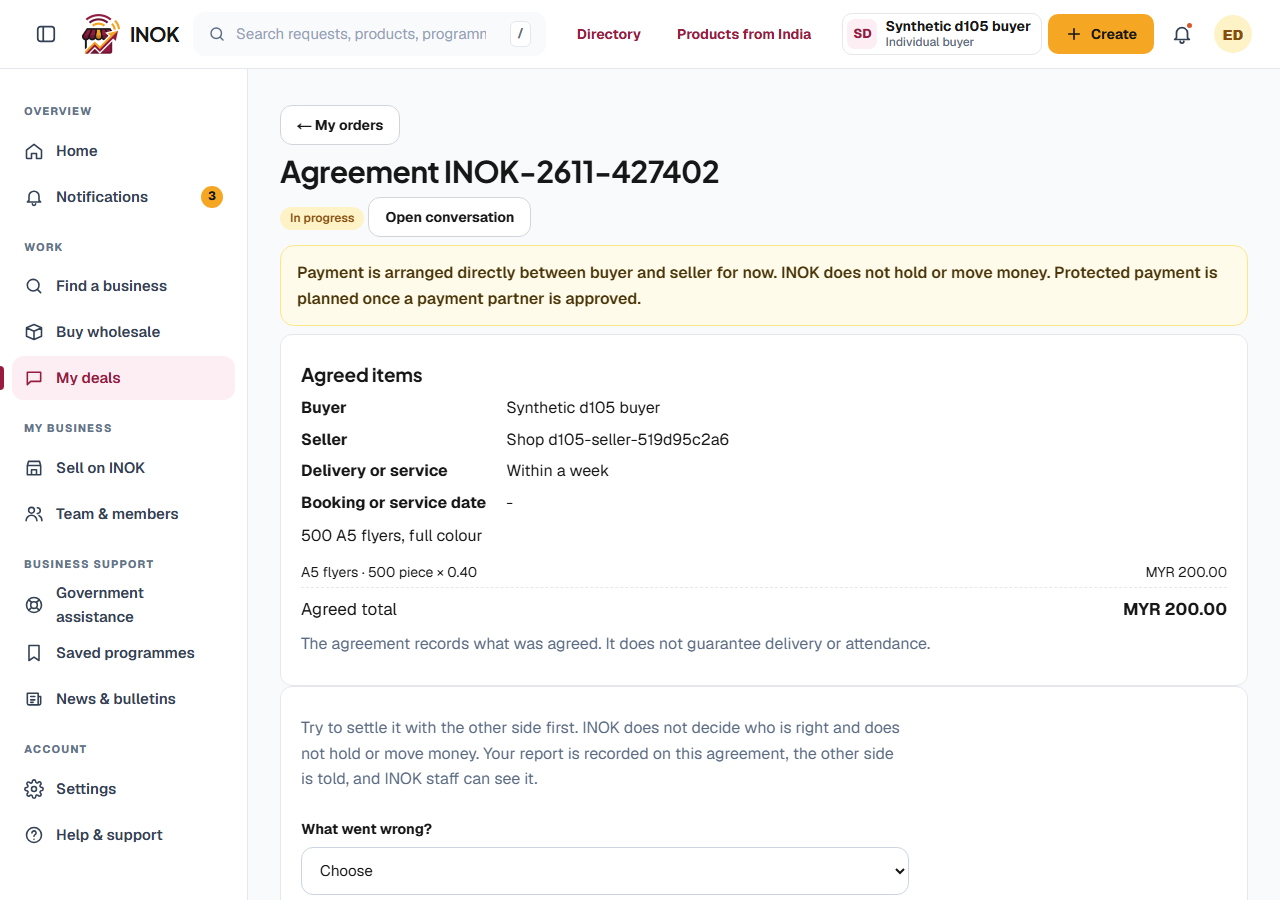 INOK
Search requests, products, programm
/
Directory
Products from India
SD
Synthetic d105 buyer
Individual buyer
+ Create
ED
OVERVIEW
Home
Notifications
3
WORK
Find a business
Buy wholesale
My deals
MY BUSINESS
Sell on INOK
Team & members
BUSINESS SUPPORT
Government
assistance
Saved programmes
News & bulletins
ACCOUNT
Settings
Help & support
← My orders
Agreement INOK-2611-427402
In progress
Open conversation
Payment is arranged directly between buyer and seller for now. INOK does not hold or move money. Protected payment is
planned once a payment partner is approved.
Agreed items
Buyer Synthetic d105 buyer
Seller Shop d105-seller-519d95c2a6
Delivery or service Within a week
Booking or service date -
500 A5 flyers, full colour
A5 flyers · 500 piece × 0.40 MYR 200.00
Agreed total MYR 200.00
The agreement records what was agreed. It does not guarantee delivery or attendance.
Try to settle it with the other side first. INOK does not decide who is right and does
not hold or move money. Your report is recorded on this agreement, the other side
is told, and INOK staff can see it.
What went wrong?
Choose